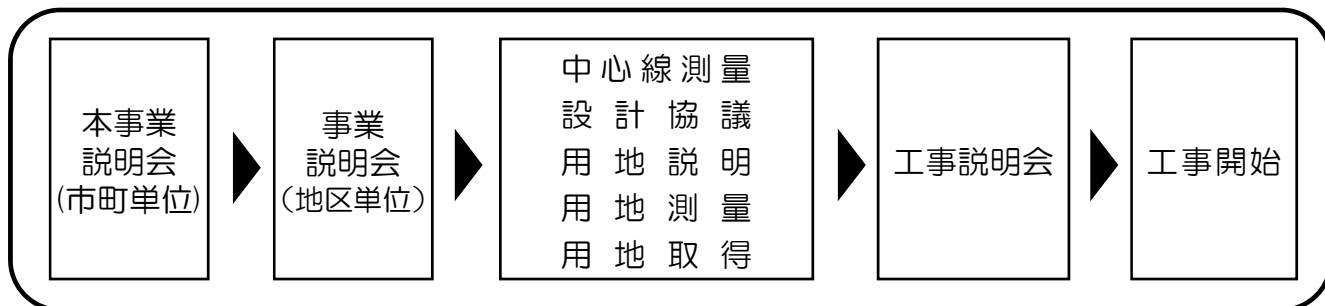 本事業
説明会
(市町単位)
事業
説明会
（地区単位）
中心線測量
設計協議
用地説明
用地測量
用地取得
工事説明会
工事開始